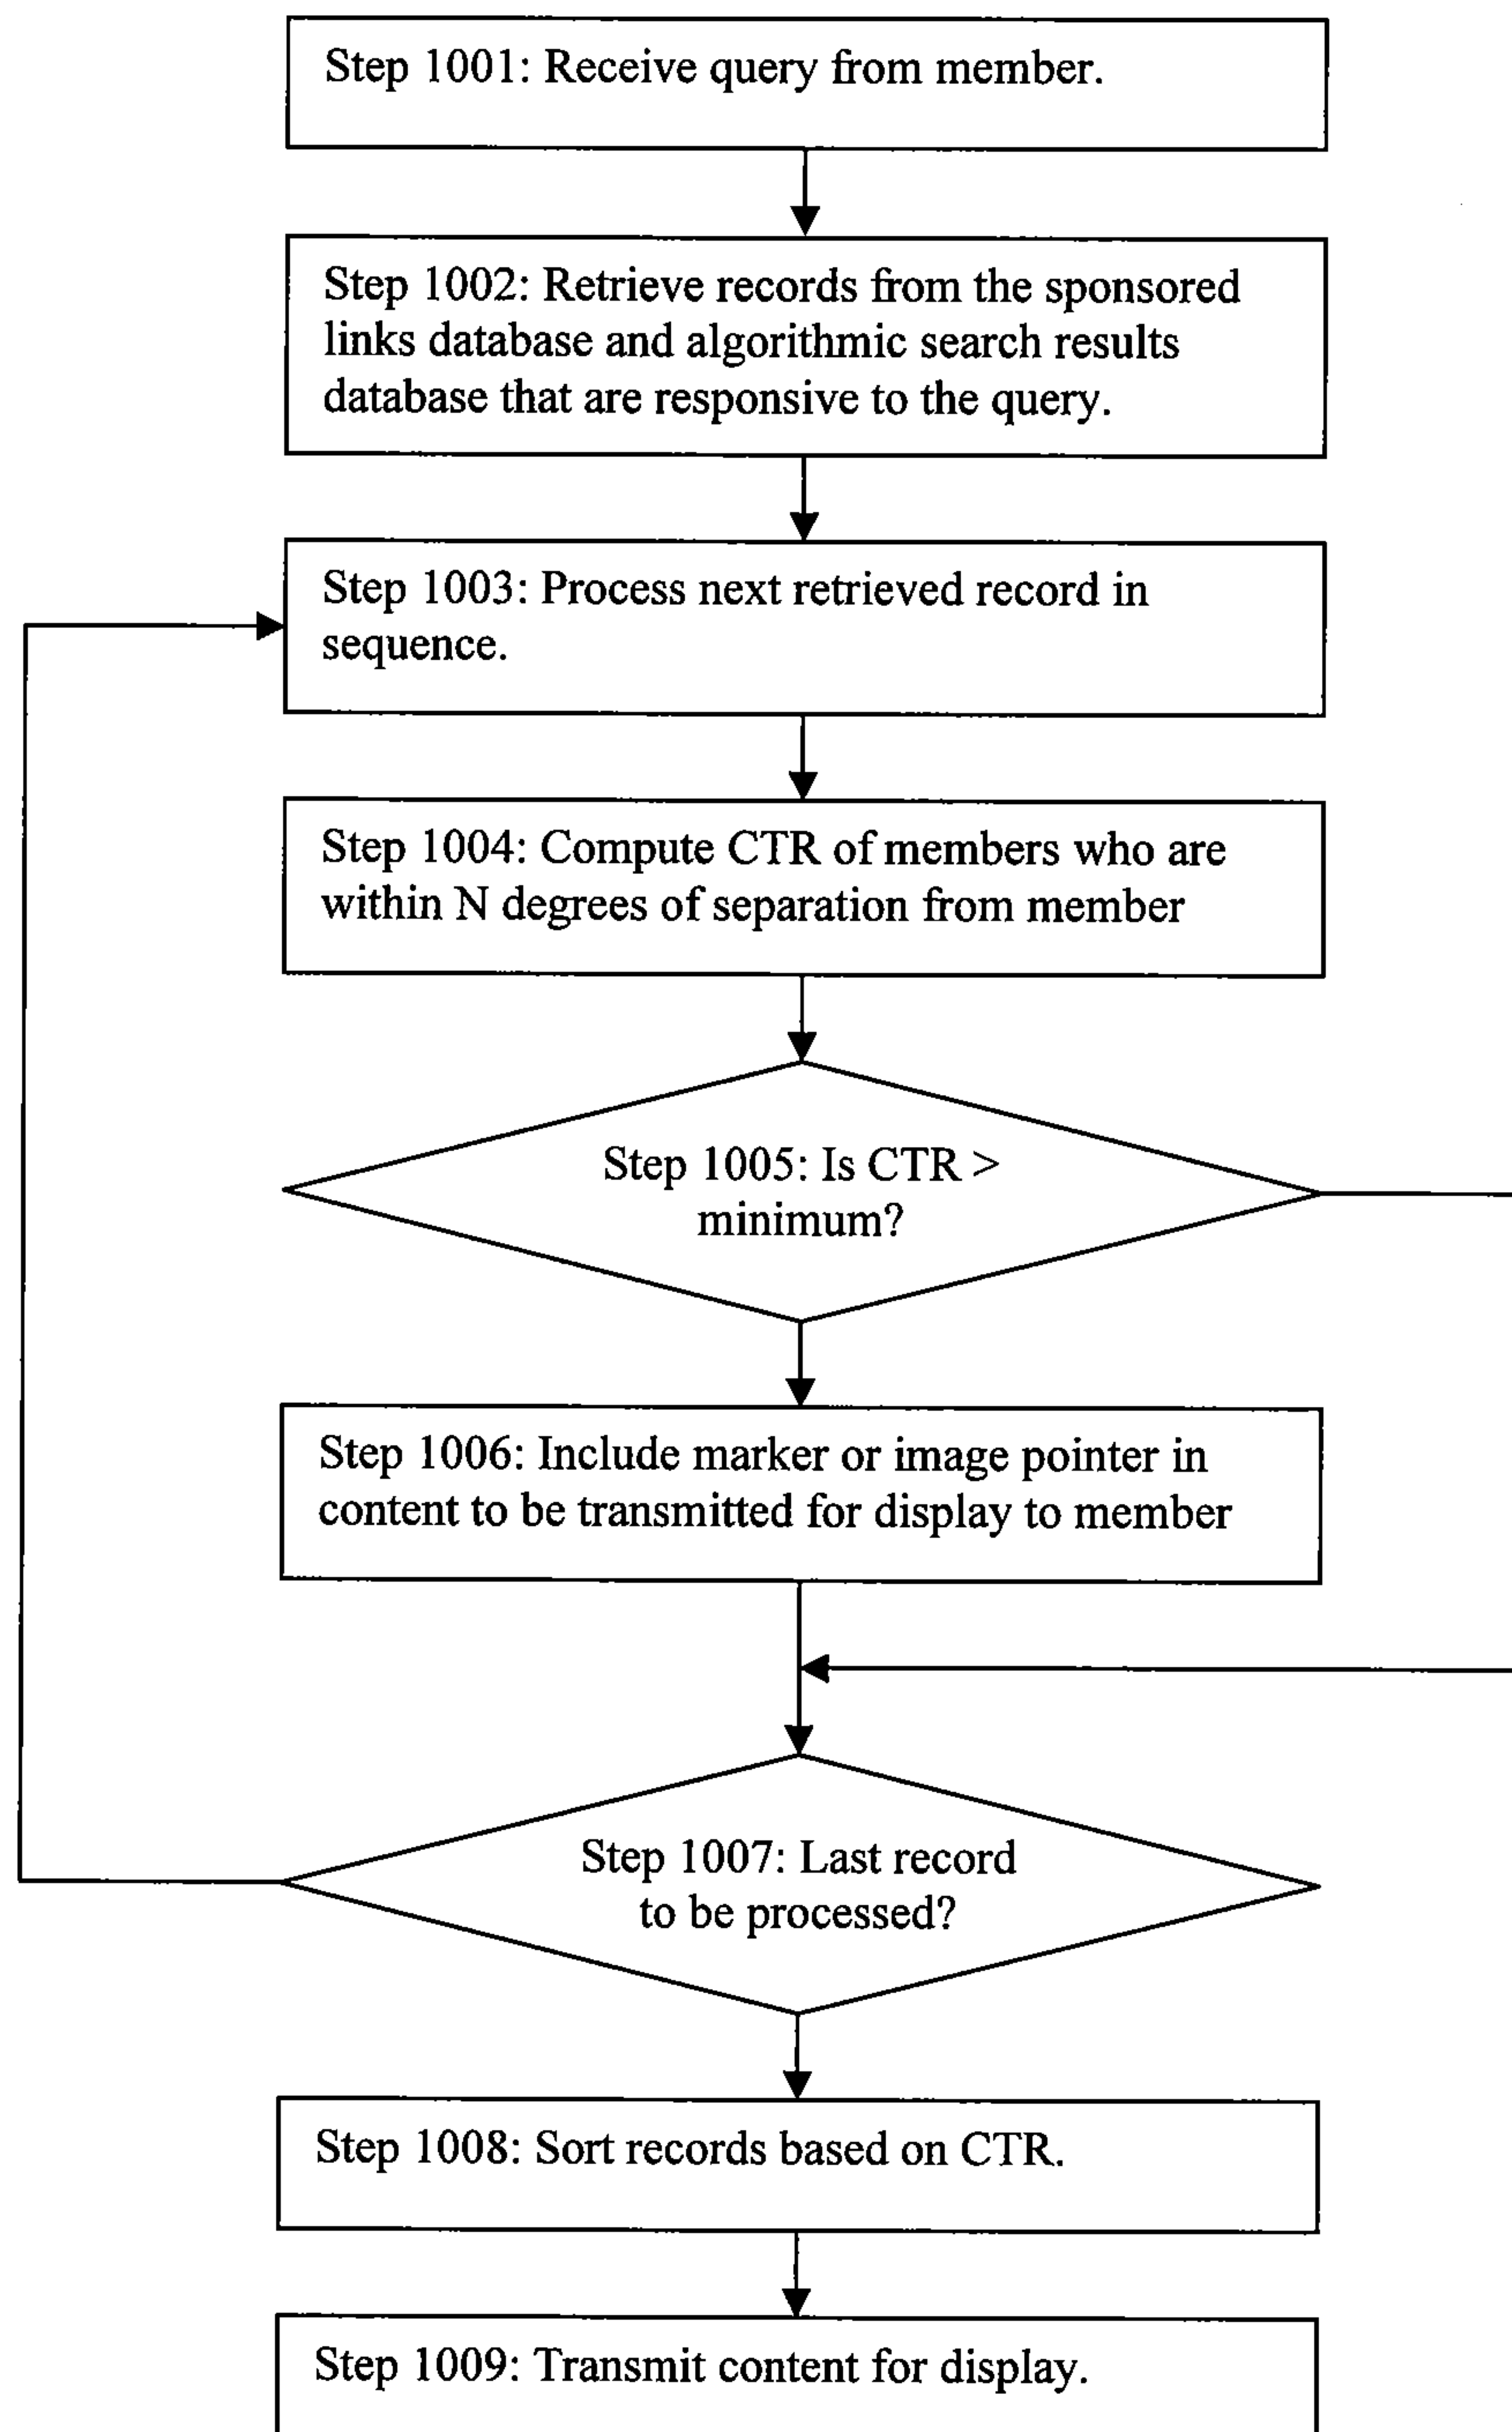 Step 1001: Receive query from member.
Step 1002: Retrieve records from the sponsored
links database and algorithmic search results
database that are responsive to the query.
Step 1003: Process next retrieved record in
sequence.
Step 1004: Compute CTR of members who are
within N degrees of separation from member
Step 1005: Is CTR >
minimum?
Step 1006: Include marker or image pointer in
content to be transmitted for display to member
Step 1007: Last record
to be processed?
Step 1008: Sort records based on CTR.
Step 1009: Transmit content for display.